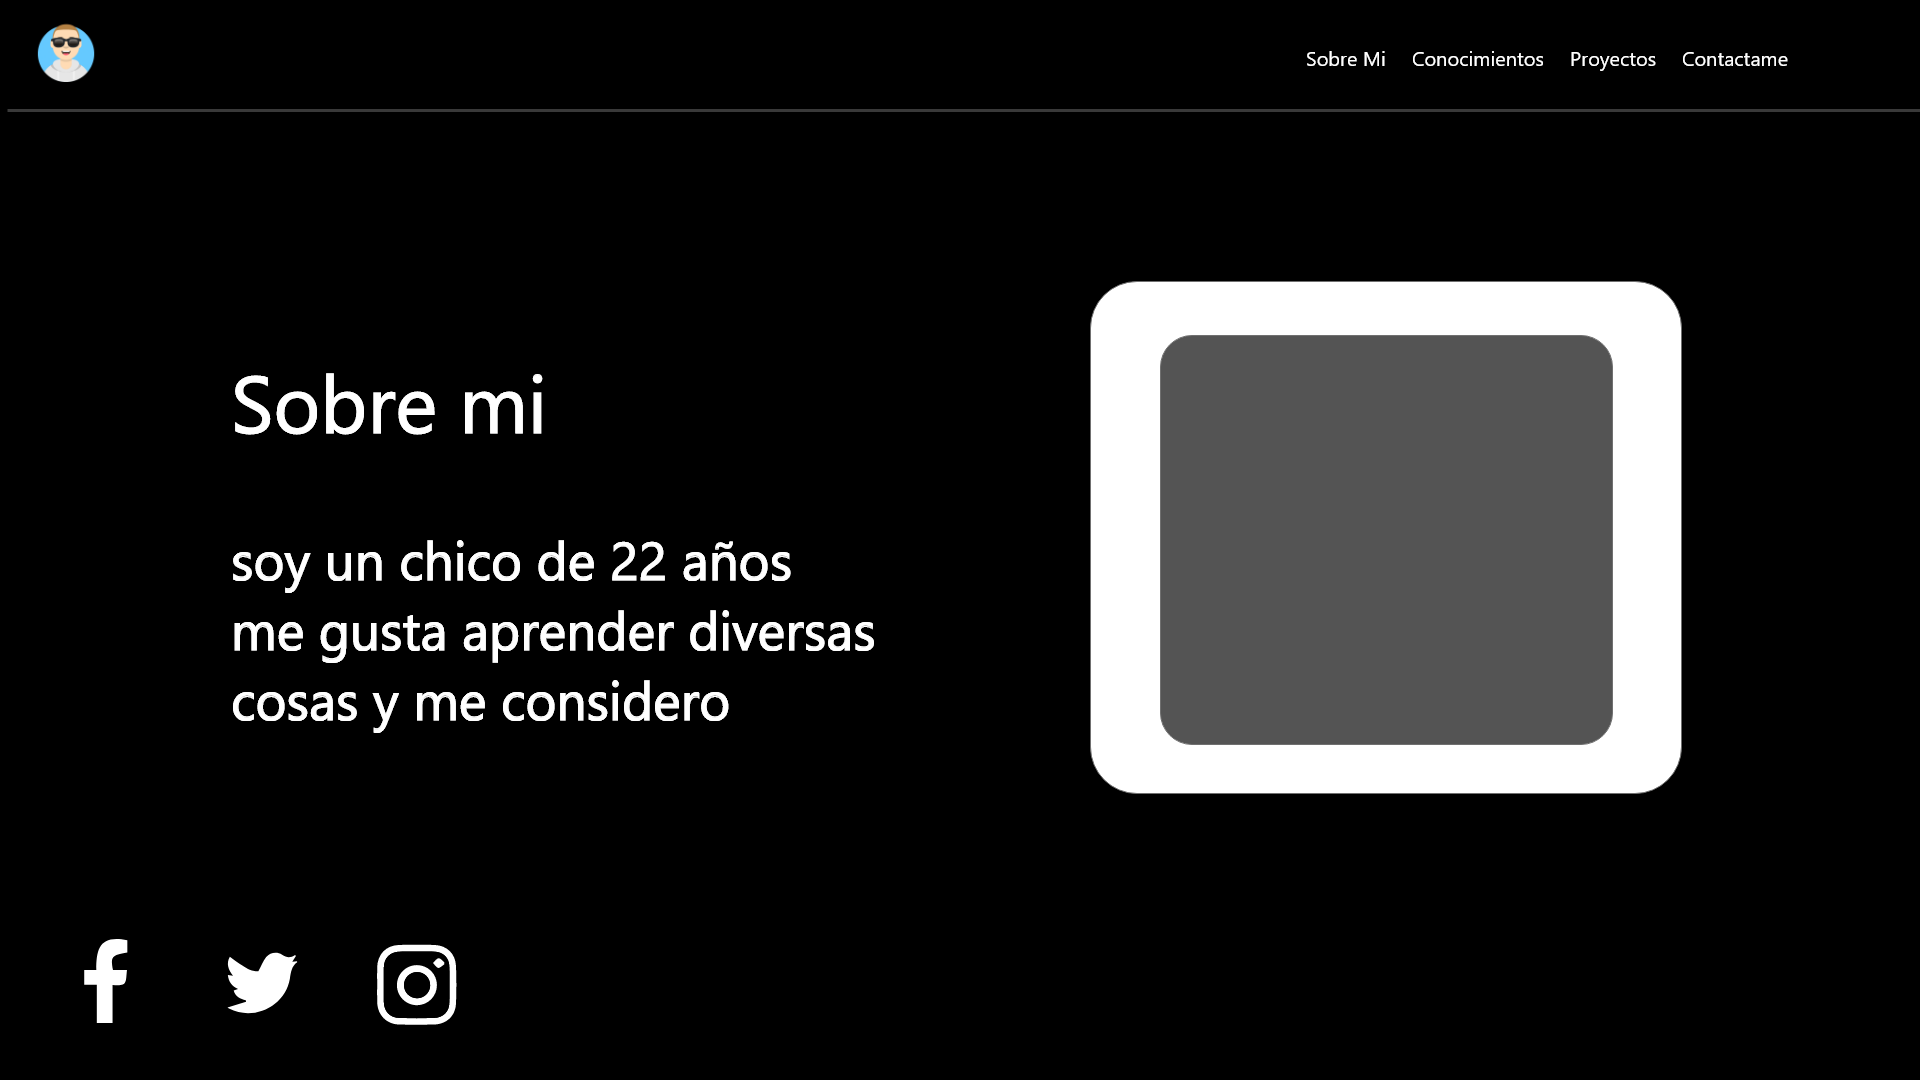 Sobre Mi
Conocimientos
Proyectos
Contactame
Sobre mi
soy un chico de 22 años
me gusta aprender diversas
cosas y me considero